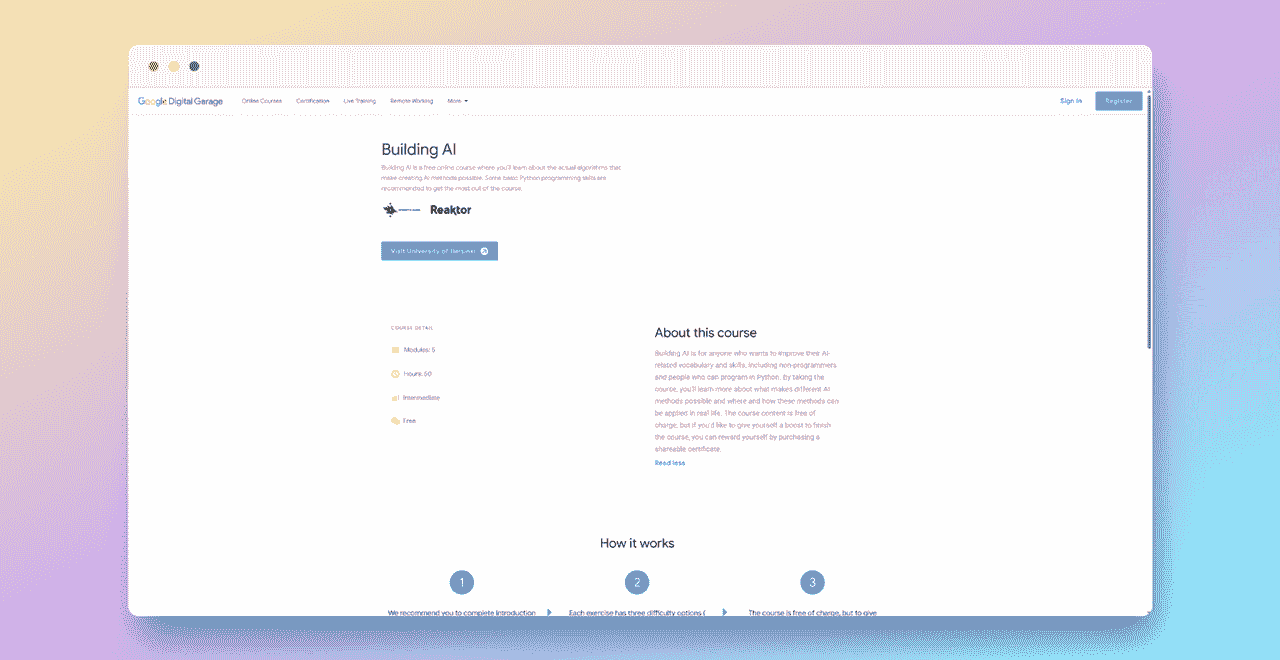 Google Digital Garage
Online Courses
Certification
Live Training
Remote Working
More
Sign In
Register
Building AI
Building AI is a free online course where you'll learn about the actual algorithms that
make creating AI methods possible. Some basic Python programming skills are
recommended to get the most out of the course.
Reaktor
Visit University of Helsinki
COURSE DETAIL
Modules: 5
Hours: 50
Intermediate
Free
About this course
Building AI is for anyone who wants to improve their AI-
related vocabulary and skills, including non-programmers
and people who can program in Python. By taking the
course, you'll learn more about what makes different AI
methods possible and where and how these methods can
be applied in real life. The course content is free of
charge, but if you'd like to give yourself a boost to finish
the course, you can reward yourself by purchasing a
shareable certificate.
Read less
How it works
1
2
3
We recommend you to complete Introduction
Each exercise has three difficulty options (
The course is free of charge, but to give